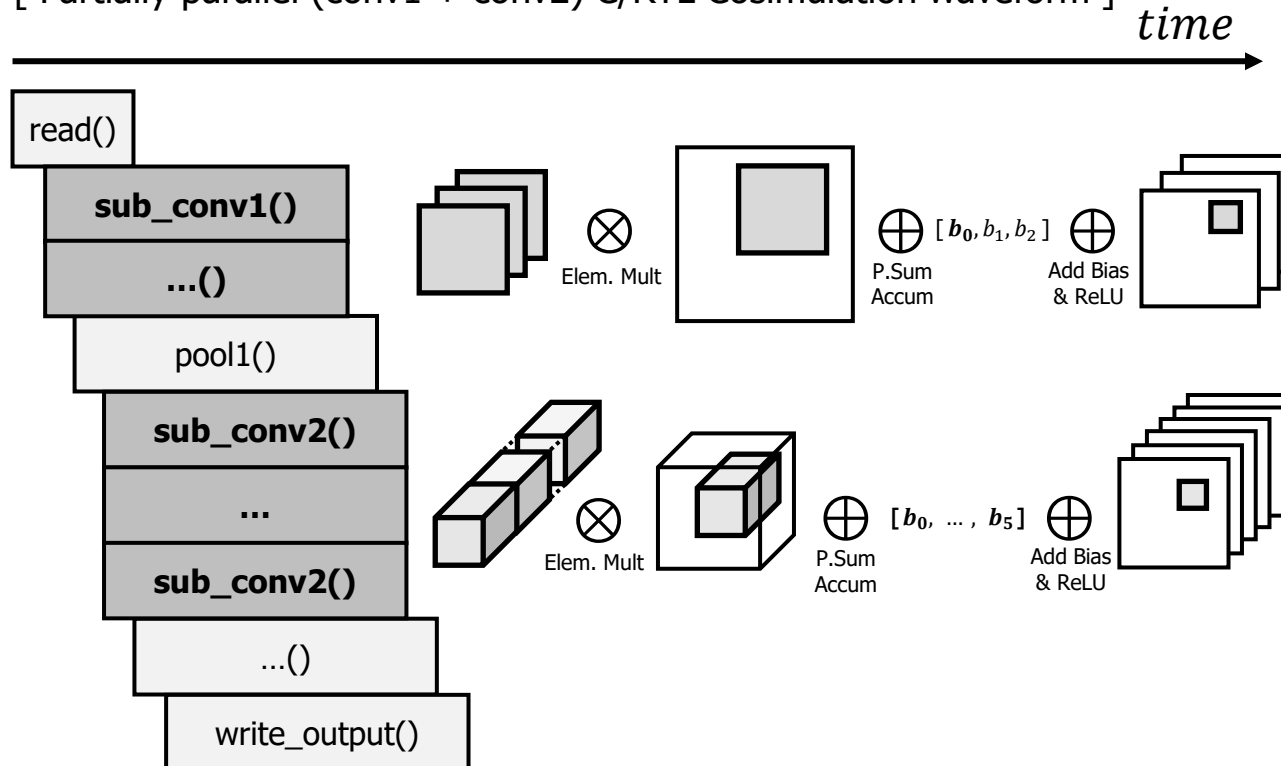 [ Partially parallel (conv1 + conv2) C/RTL Cosimulation waveform ]
time
read()
sub_conv1()
...()
pool1()
sub_conv2()
...
sub_conv2()
...()
write_output()
Elem. Mult
P.Sum
Accum
[b₀, b₁, b₂]
Add Bias
& ReLU
Elem. Mult
P.Sum
Accum
[b₀, ... , b₅]
Add Bias
& ReLU